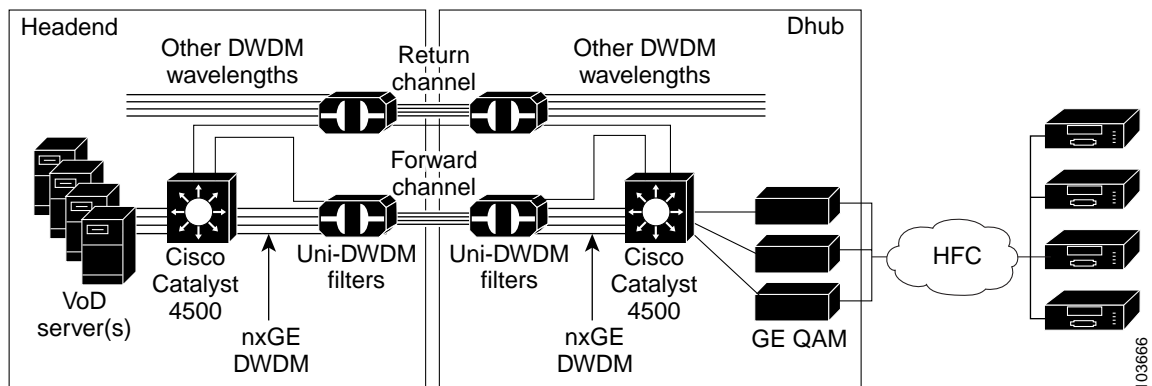 Headend
Dhub
Other DWDM
wavelengths
Return
channel
Other DWDM
wavelengths
Forward
channel
Cisco
Catalyst
4500
Uni-DWDM
filters
Uni-DWDM
filters
Cisco
Catalyst
4500
HFC
VoD
server(s)
nxGE
DWDM
nxGE
DWDM
GE QAM
103666